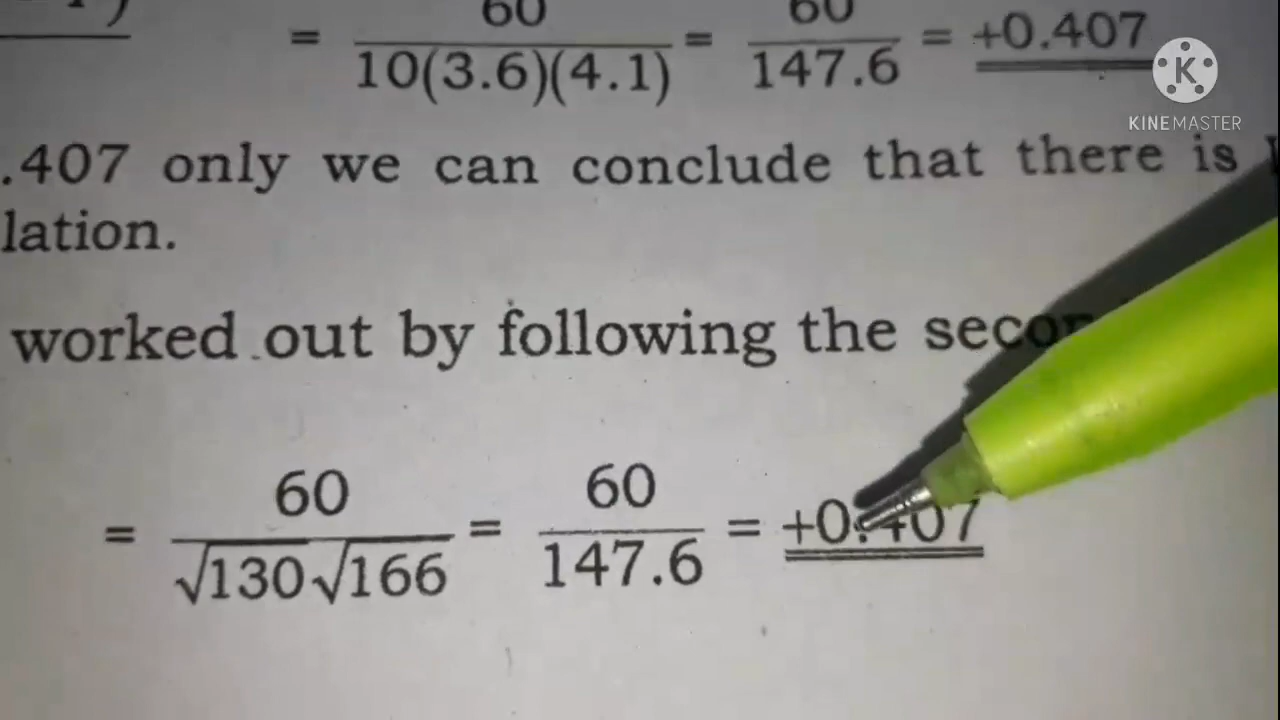 = 60 / 10(3.6)(4.1) = 60 / 147.6 = +0.407
KINEMASTER
.407 only we can conclude that there is
lation.
worked out by following the
= 60 / √130 √166 = 60 / 147.6 = +0.407